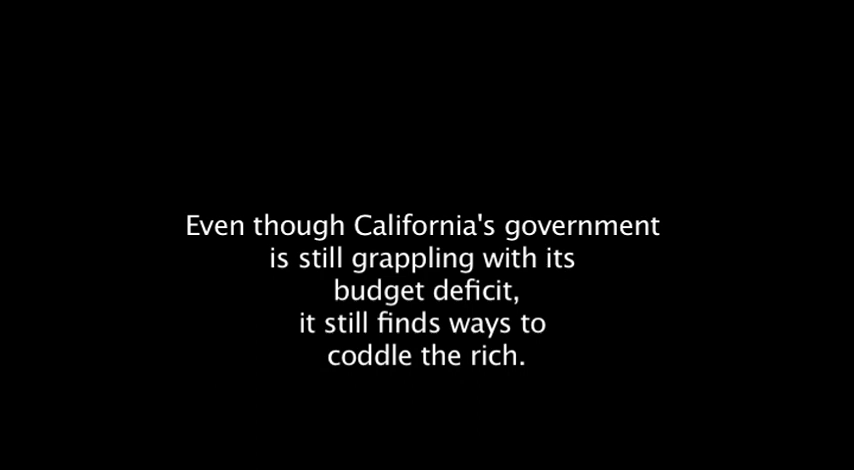 Even though California's government
is still grappling with its
budget deficit,
it still finds ways to
coddle the rich.